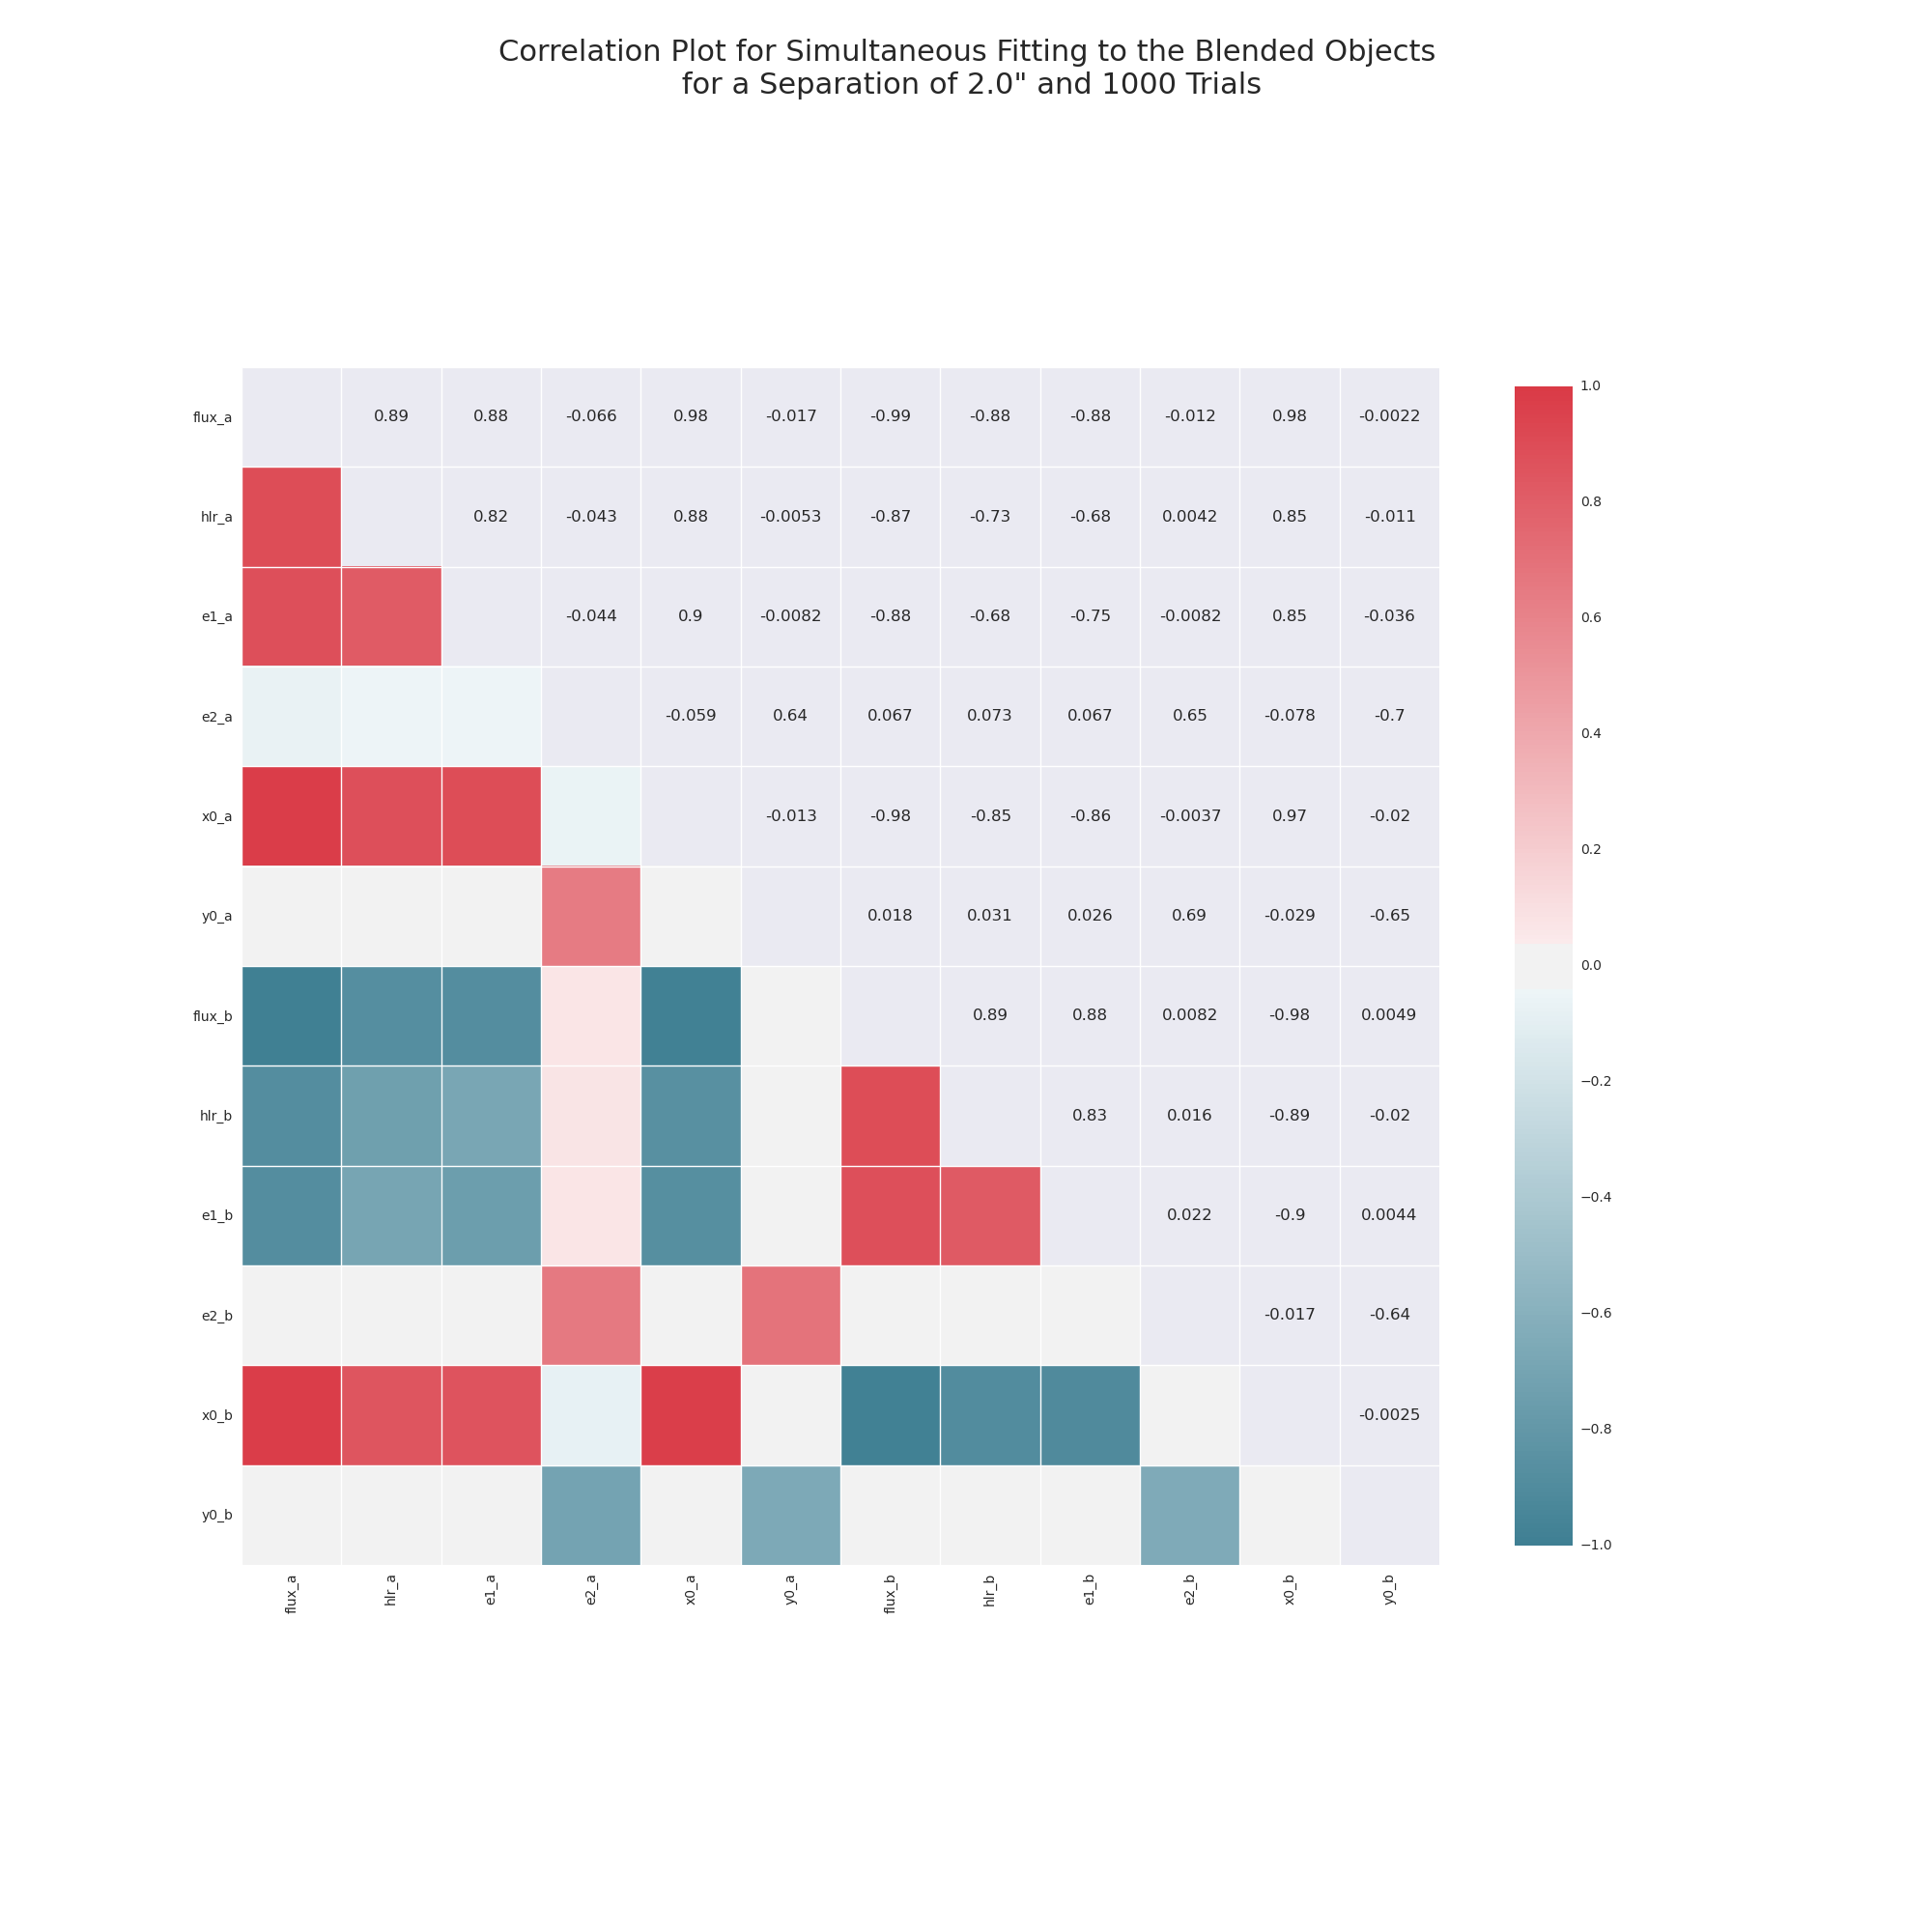 Correlation Plot for Simultaneous Fitting to the Blended Objects
for a Separation of 2.0" and 1000 Trials
flux_a 0.89 0.88 -0.066 0.98 -0.017 -0.99 -0.88 -0.88 -0.012 0.98 -0.0022
hlr_a 0.82 -0.043 0.88 -0.0053 -0.87 -0.73 -0.68 0.0042 0.85 -0.011
e1_a -0.044 0.9 -0.0082 -0.88 -0.68 -0.75 -0.0082 0.85 -0.036
e2_a -0.059 0.64 0.067 0.073 0.067 0.65 -0.078 -0.7
x0_a -0.013 -0.98 -0.85 -0.86 -0.0037 0.97 -0.02
y0_a 0.018 0.031 0.026 0.69 -0.029 -0.65
flux_b 0.89 0.88 0.0082 -0.98 0.0049
hlr_b 0.83 0.016 -0.89 -0.02
e1_b 0.022 -0.9 0.0044
e2_b -0.017 -0.64
x0_b -0.0025
y0_b
flux_a hlr_a e1_a e2_a x0_a y0_a flux_b hlr_b e1_b e2_b x0_b y0_b
1.0
0.8
0.6
0.4
0.2
0.0
−0.2
−0.4
−0.6
−0.8
−1.0